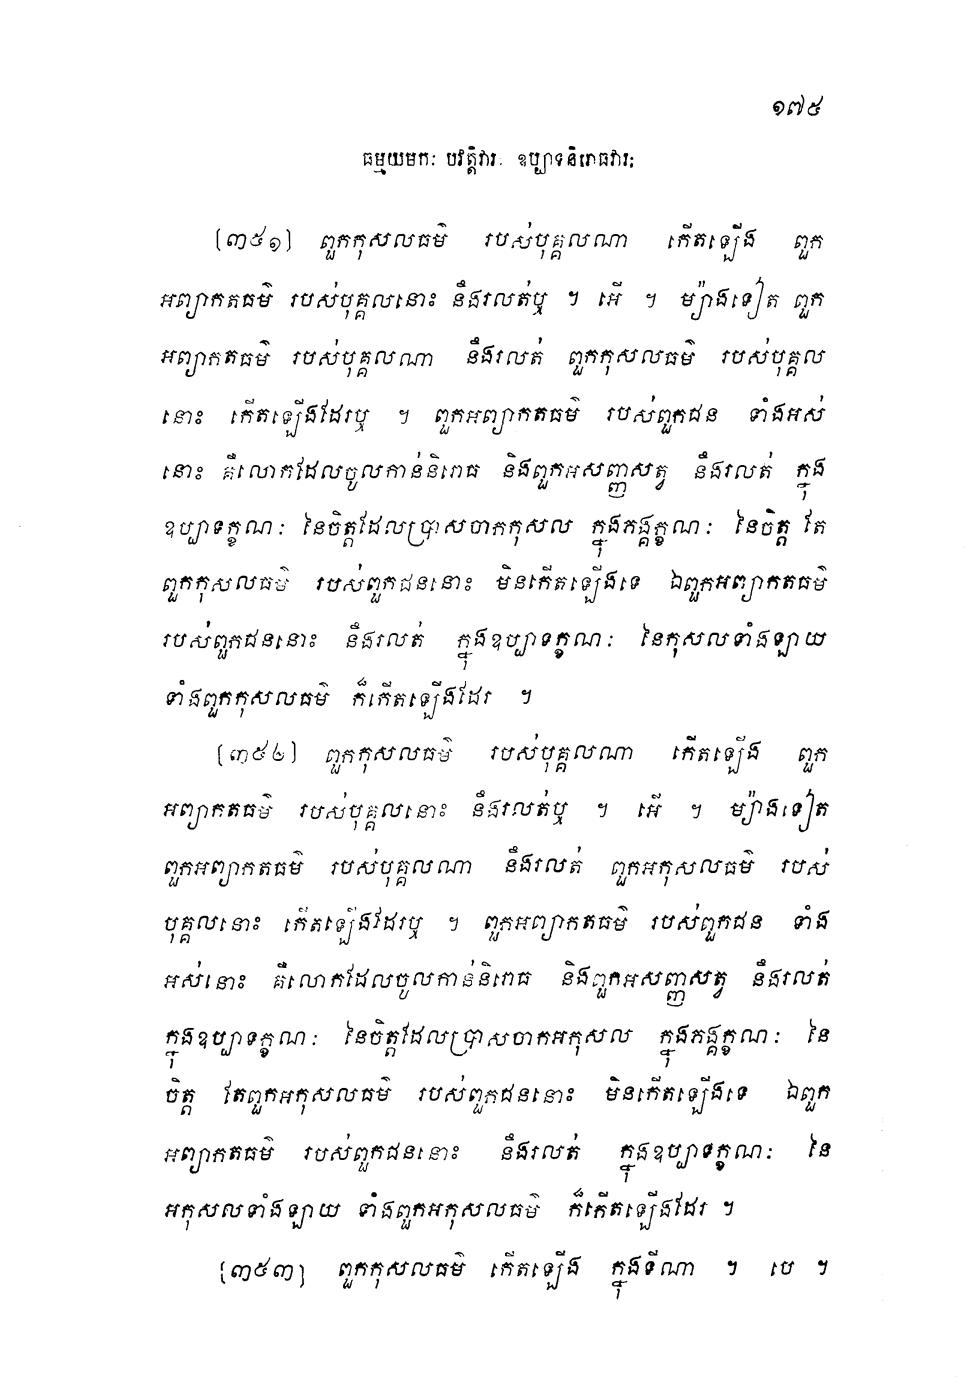 ១៧៥
ធម្មយមកៈ បវត្តិវារៈ ឧប្បាទនិរោធវារៈ
[៣៥១] ពួកកុសលធម៌ របស់បុគ្គលណា កើតឡើង ពួក
អព្យាកតធម៌ របស់បុគ្គលនោះ នឹងរលត់ឬ ។ អើ ។ ម្យ៉ាងទៀត ពួក
អព្យាកតធម៌ របស់បុគ្គលណា នឹងរលត់ ពួកកុសលធម៌ របស់បុគ្គល
នោះ កើតឡើងដែរឬ ។ ពួកអព្យាកតធម៌ របស់ពួកជន ទាំងអស់
នោះ គឺលោកដែលចូលកាន់និរោធ និងពួកអសញ្ញសត្វ នឹងរលត់ ក្នុង
ឧប្បាទក្ខណៈ នៃចិត្តដែលប្រាសចាកកុសល ក្នុងភង្គក្ខណៈ នៃចិត្ត តែ
ពួកកុសលធម៌ របស់ពួកជននោះ មិនកើតឡើងទេ ឯពួកអព្យាកតធម៌
របស់ពួកជននោះ នឹងរលត់ ក្នុងឧប្បាទក្ខណៈ នៃកុសលទាំងឡាយ
ទាំងពួកកុសលធម៌ ក៏កើតឡើងដែរ ។
[៣៥២] ពួកកុសលធម៌ របស់បុគ្គលណា កើតឡើង ពួក
អព្យាកតធម៌ របស់បុគ្គលនោះ នឹងរលត់ឬ ។ អើ ។ ម្យ៉ាងទៀត
ពួកអព្យាកតធម៌ របស់បុគ្គលណា នឹងរលត់ ពួកអកុសលធម៌ របស់
បុគ្គលនោះ កើតឡើងដែរឬ ។ ពួកអព្យាកតធម៌ របស់ពួកជន ទាំង
អស់នោះ គឺលោកដែលចូលកាន់និរោធ និងពួកអសញ្ញសត្វ នឹងរលត់
ក្នុងឧប្បាទក្ខណៈ នៃចិត្តដែលប្រាសចាកអកុសល ក្នុងភង្គក្ខណៈ នៃ
ចិត្ត តែពួកអកុសលធម៌ របស់ពួកជននោះ មិនកើតឡើងទេ ឯពួក
អព្យាកតធម៌ របស់ពួកជននោះ នឹងរលត់ ក្នុងឧប្បាទក្ខណៈ នៃ
អកុសលទាំងឡាយ ទាំងពួកអកុសលធម៌ ក៏កើតឡើងដែរ ។
[៣៥៣] ពួកកុសលធម៌ កើតឡើង ក្នុងទីណា ។ បេ ។